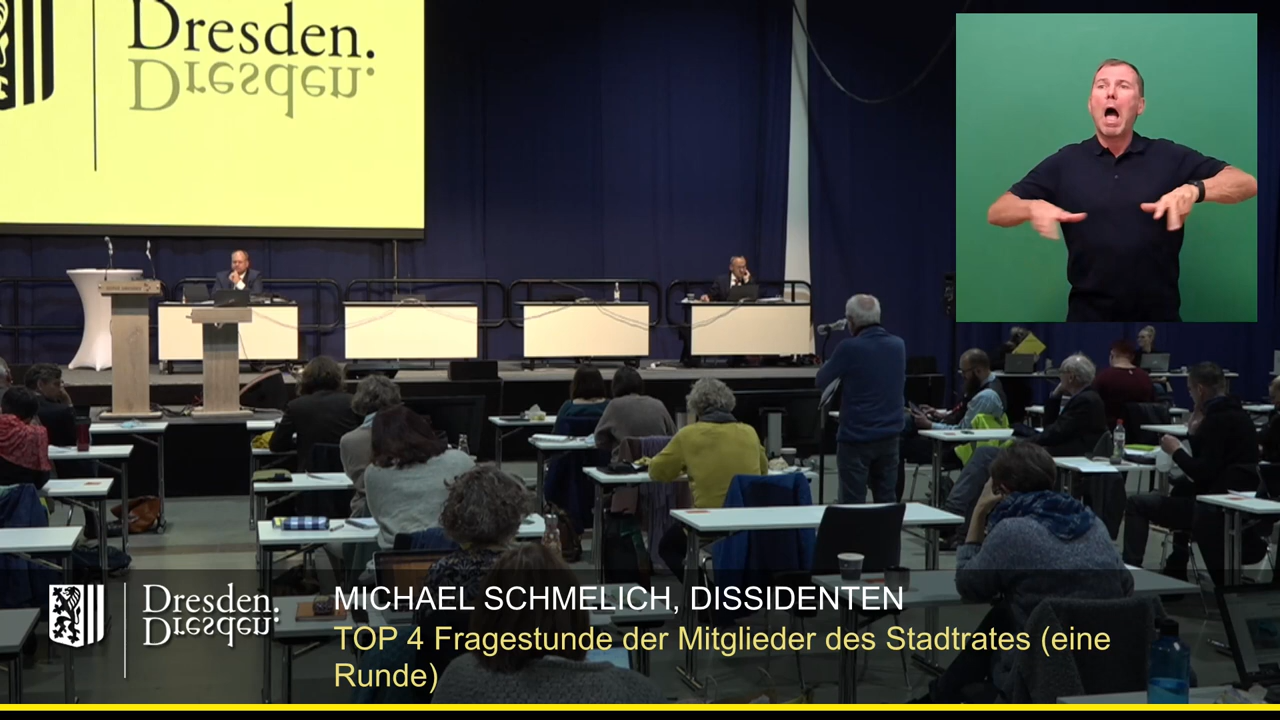 Dresden.
Dresden.
Dresden.
Dresden.
MICHAEL SCHMELICH, DISSIDENTEN
TOP 4 Fragestunde der Mitglieder des Stadtrates (eine
Runde)